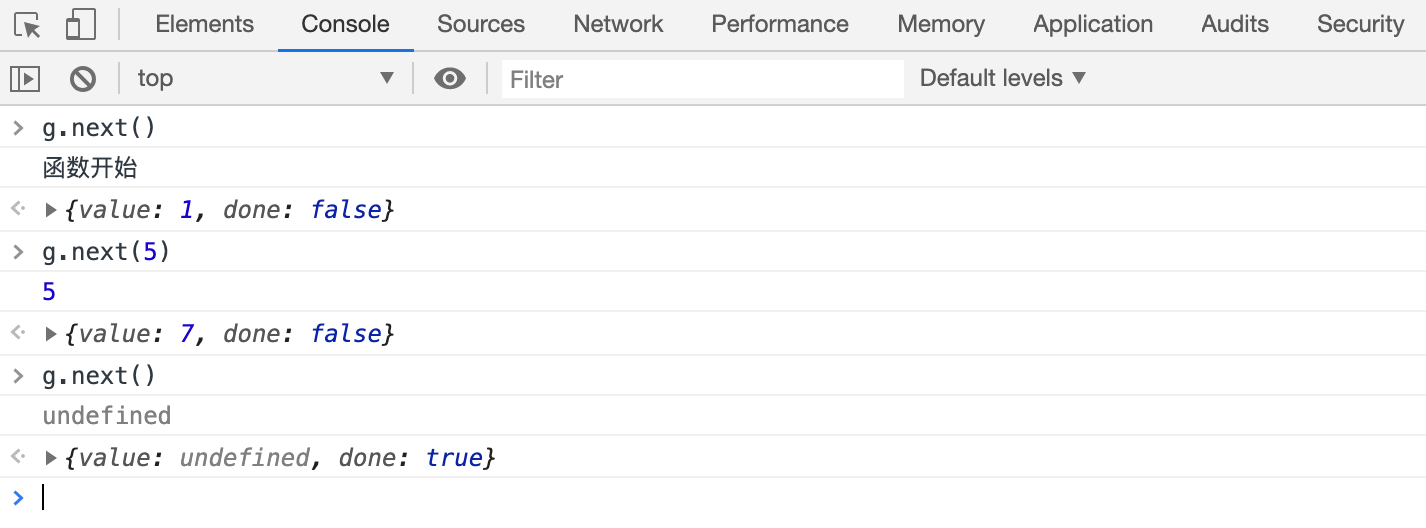 Elements Console Sources Network Performance Memory Application Audits Security
top Filter Default levels
> g.next()
函数开始
{value: 1, done: false}
> g.next(5)
5
{value: 7, done: false}
> g.next()
undefined
{value: undefined, done: true}
>